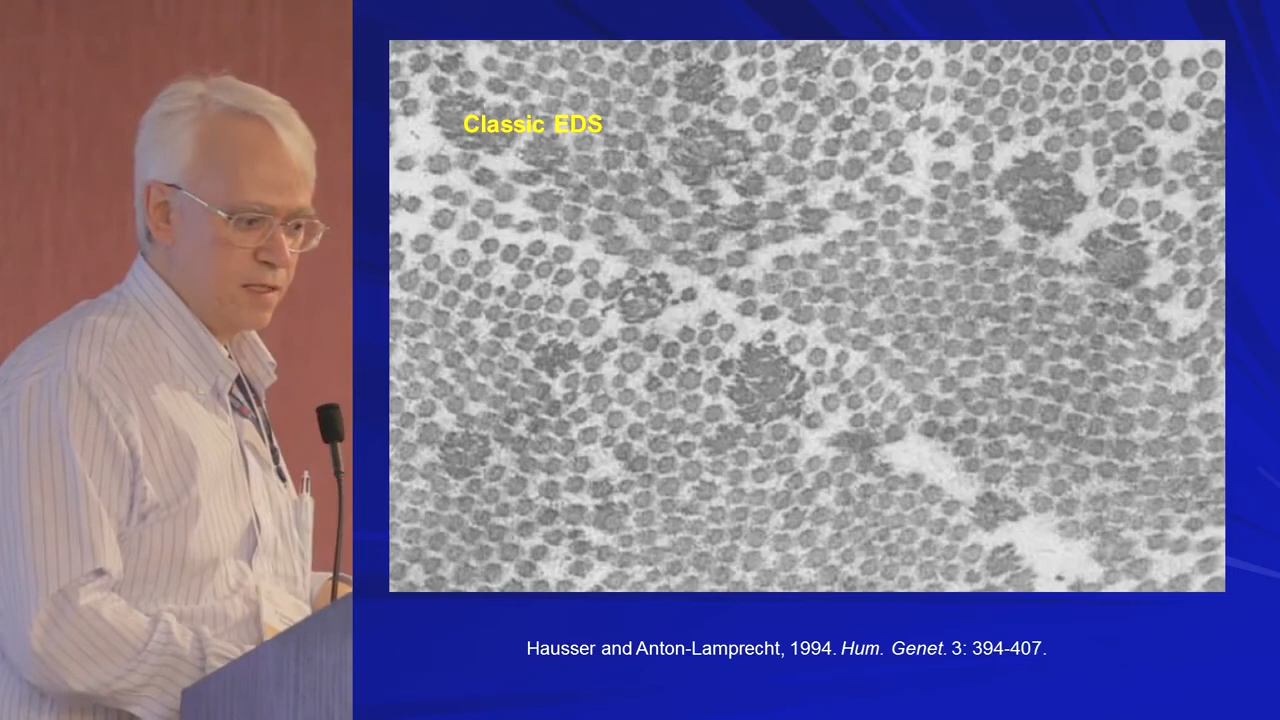 Classic EDS
Hausser and Anton-Lamprecht, 1994. Hum. Genet. 3: 394-407.